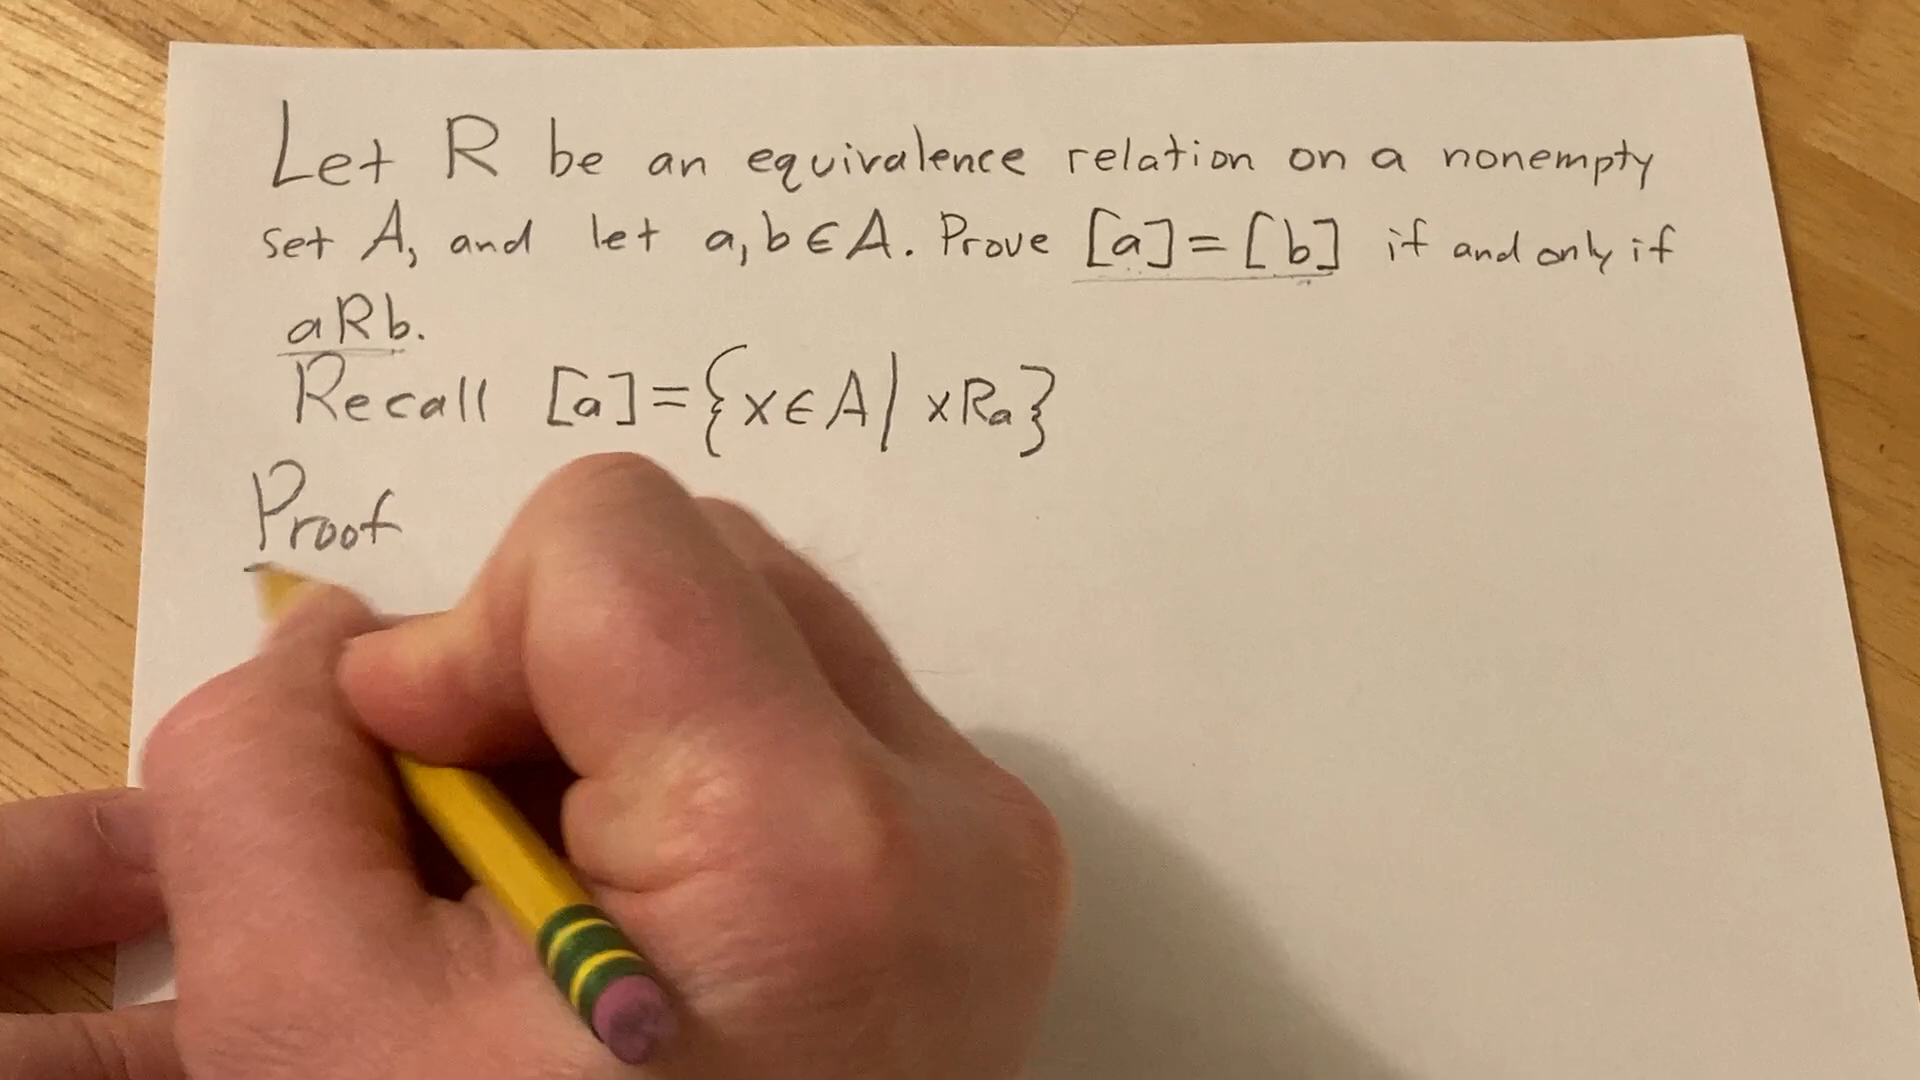 Let R be an equivalence relation on a nonempty
set A, and let a, b ∈ A. Prove [a] = [b] if and only if
aRb.
Recall [a] = {x ∈ A | xRa}
Proof